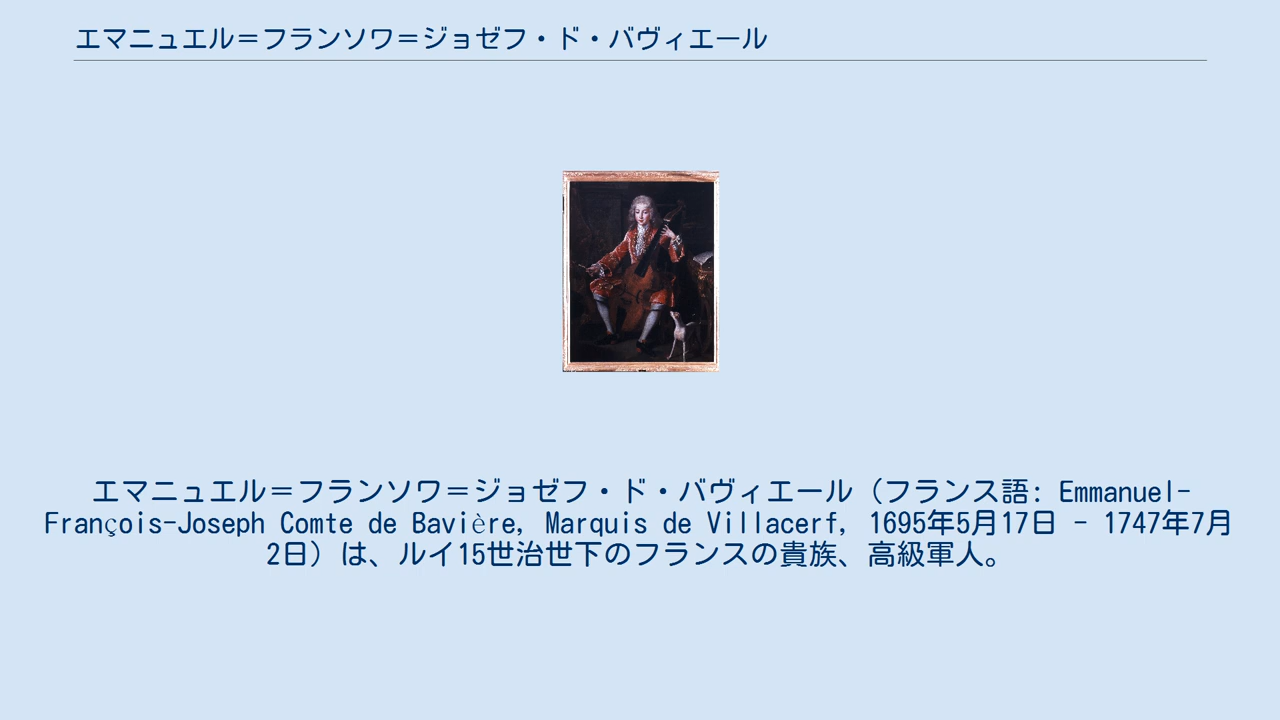 エマニュエル＝フランソワ＝ジョゼフ・ド・バヴィエール
エマニュエル＝フランソワ＝ジョゼフ・ド・バヴィエール（フランス語: Emmanuel-
François-Joseph Comte de Bavière, Marquis de Villacerf, 1695年5月17日 - 1747年7月
2日）は、ルイ15世治世下のフランスの貴族、高級軍人。